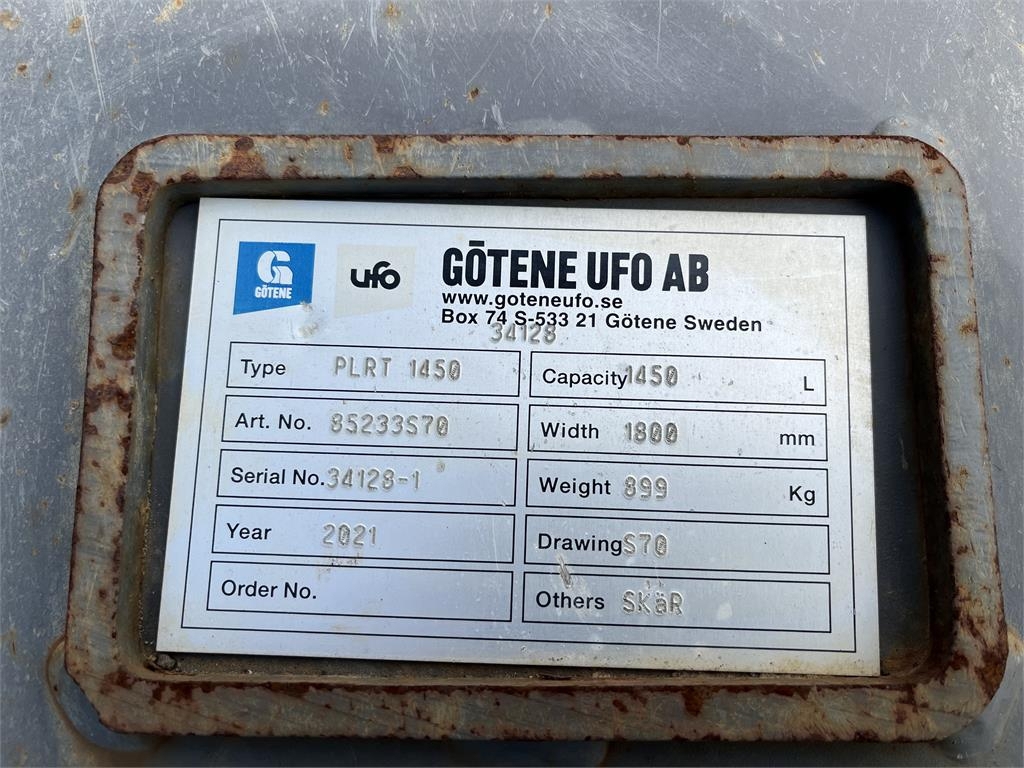 GÖTENE
ufo
GÖTENE UFO AB
www.goteneufo.se
Box 74 S-533 21 Götene Sweden
34128
Type PLRT 1450
Capacity 1450 L
Art. No. 85233S70
Width 1800 mm
Serial No. 34128-1
Weight 899 Kg
Year 2021
Drawing S70
Order No.
Others SKäR